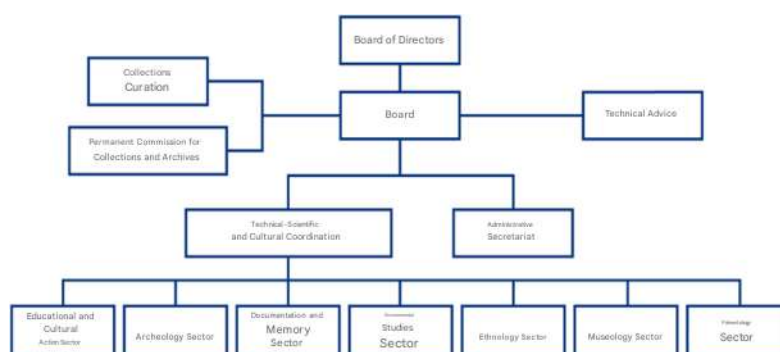 Board of Directors
Collections
Curation
Board
Technical Advice
Permanent Commission for
Collections and Archives
Technical-Scientific
and Cultural Coordination
Administrative
Secretariat
Educational and
Cultural
Action Sector
Archeology Sector
Documentation and
Memory
Sector
Studies
Sector
Ethnology Sector
Museology Sector
Sector